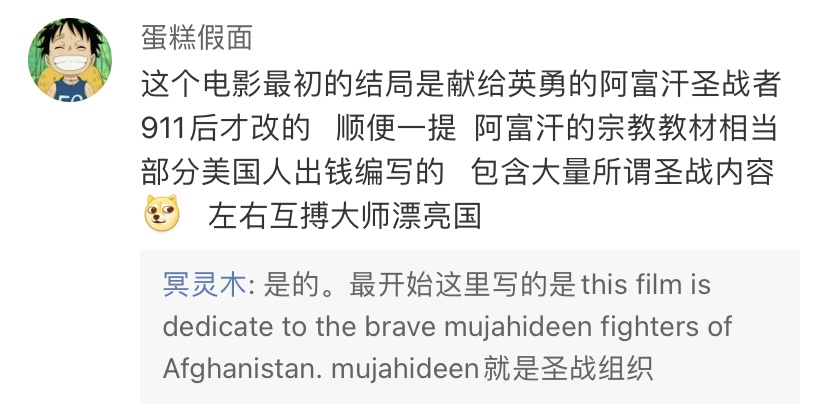 蛋糕假面
这个电影最初的结局是献给英勇的阿富汗圣战者
911后才改的 顺便一提 阿富汗的宗教教材相当
部分美国人出钱编写的 包含大量所谓圣战内容
左右互搏大师漂亮国
冥灵木: 是的。最开始这里写的是this film is
dedicate to the brave mujahideen fighters of
Afghanistan. mujahideen就是圣战组织